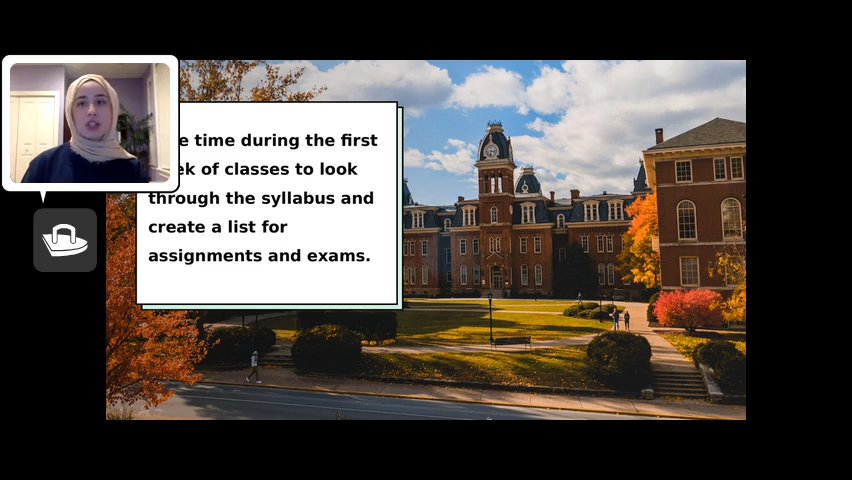 e time during the first
ek of classes to look
through the syllabus and
create a list for
assignments and exams.